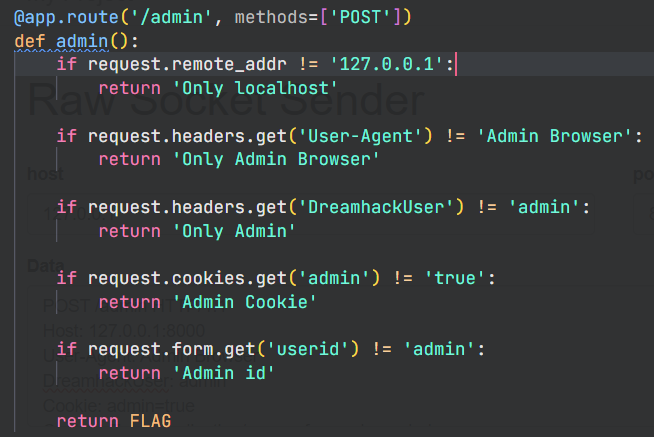 @app.route('/admin', methods=['POST'])
def admin():
    if request.remote_addr != '127.0.0.1':
        return 'Only localhost'
    if request.headers.get('User-Agent') != 'Admin Browser':
        return 'Only Admin Browser'
    if request.headers.get('DreamhackUser') != 'admin':
        return 'Only Admin'
    if request.cookies.get('admin') != 'true':
        return 'Admin Cookie'
    if request.form.get('userid') != 'admin':
        return 'Admin id'
    return FLAG
Raw Socket Sender
host
po
Data
POST
Host: 127.0.0.1:8000
Cookie: admin=true